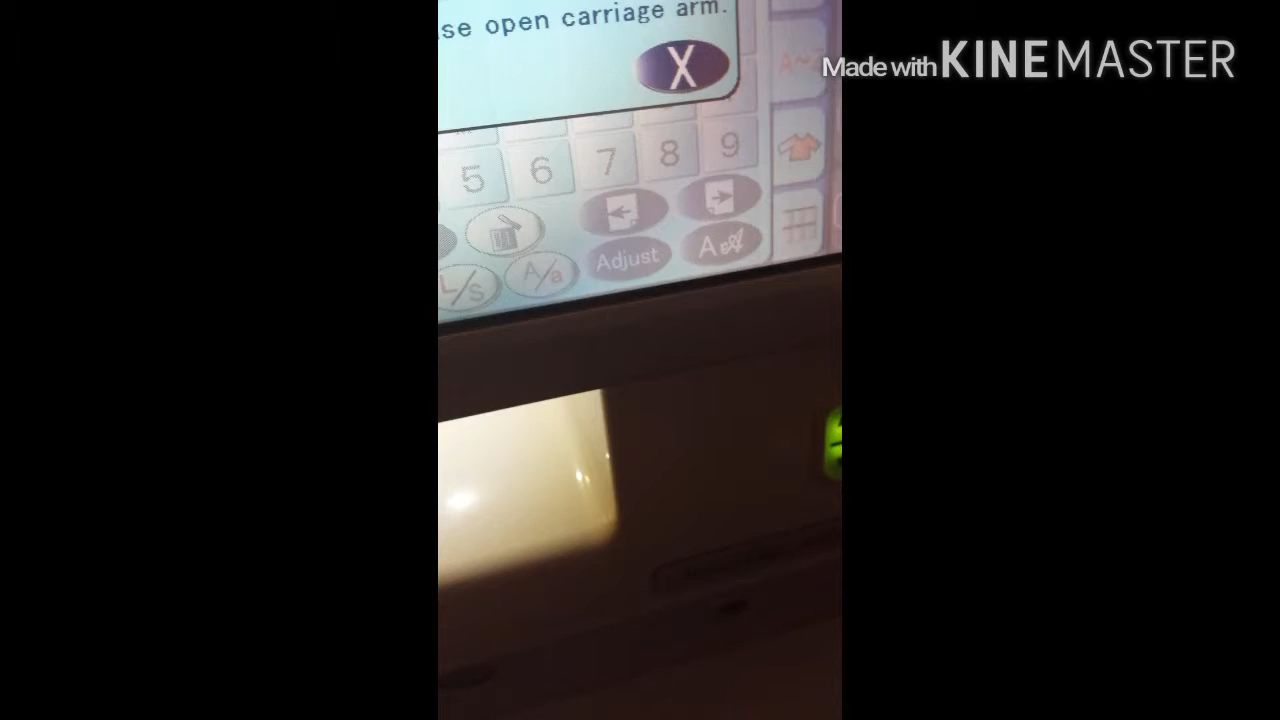 se open carriage arm.
X
Made with KINEMASTER
5 6 7 8 9
L/S A/a Adjust A